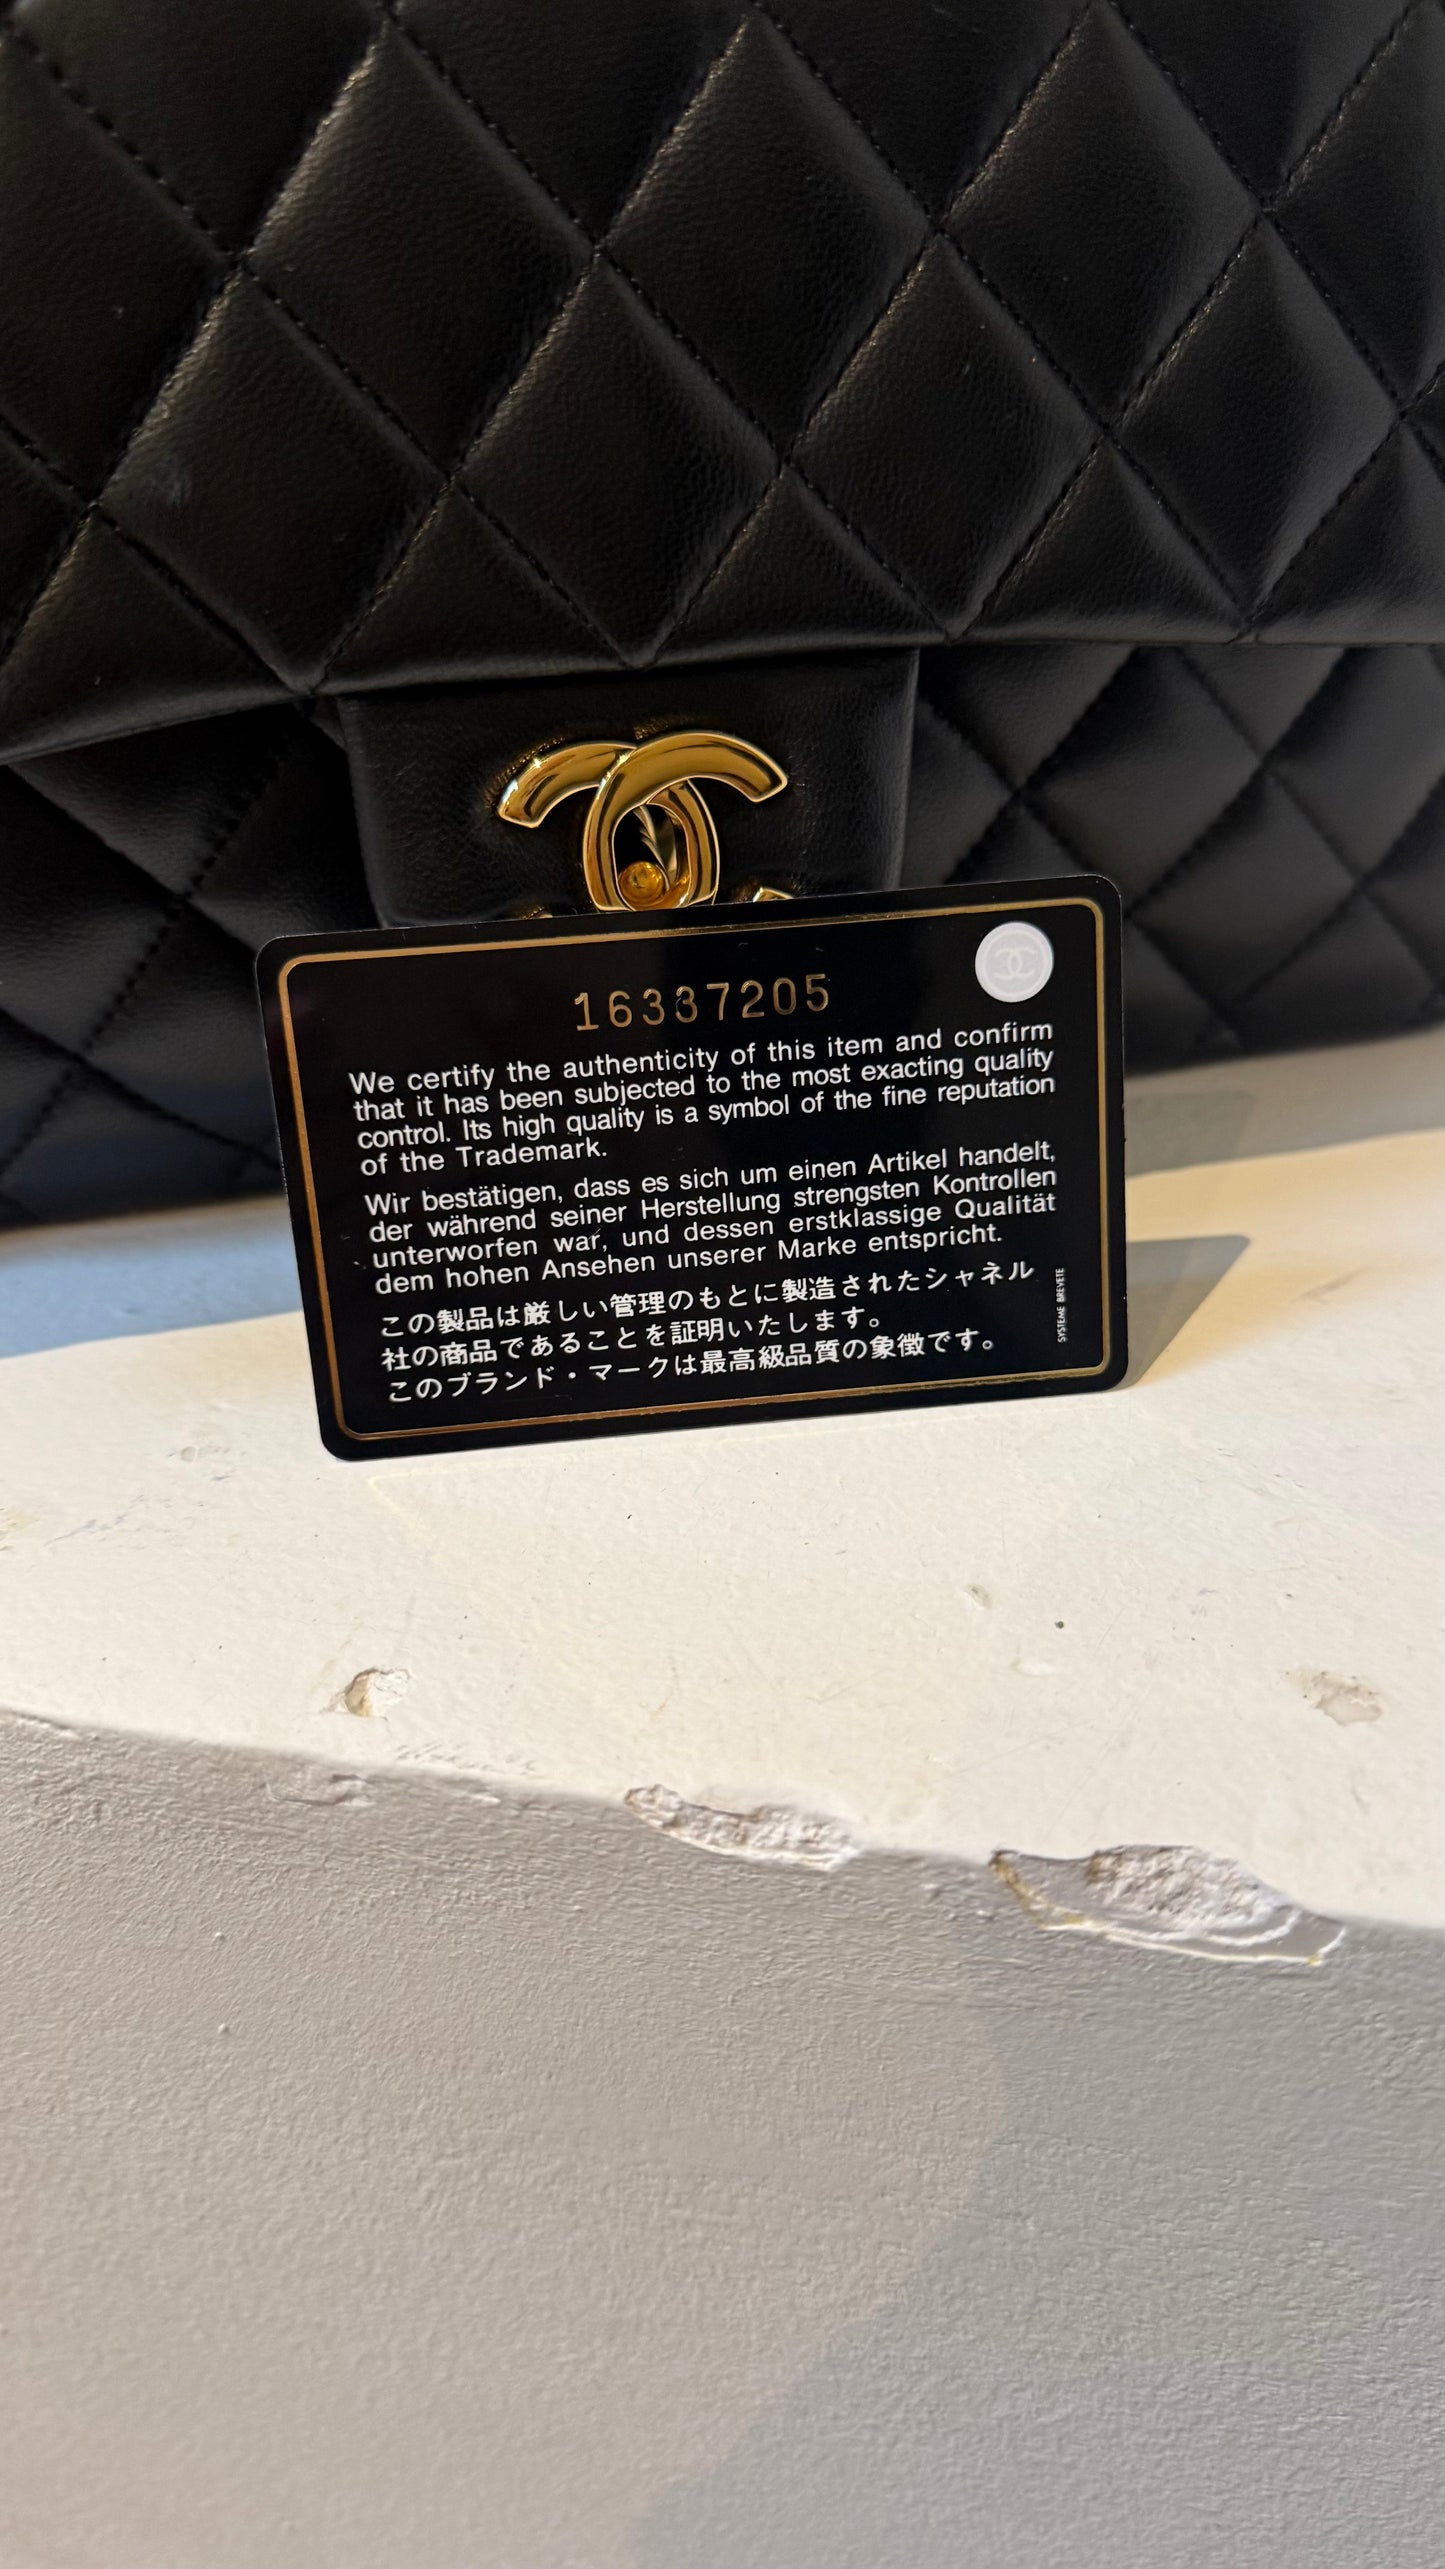 16337205
We certify the authenticity of this item and confirm
that it has been subjected to the most exacting quality
control. Its high quality is a symbol of the fine reputation
of the Trademark.
Wir bestätigen, dass es sich um einen Artikel handelt,
der während seiner Herstellung strengsten Kontrollen
unterworfen war, und dessen erstklassige Qualität
dem hohen Ansehen unserer Marke entspricht.
この製品は厳しい管理のもとに製造されたシャネル
社の商品であることを証明いたします。
このブランド・マークは最高級品質の象徴です。
SYSTEME BREVETE